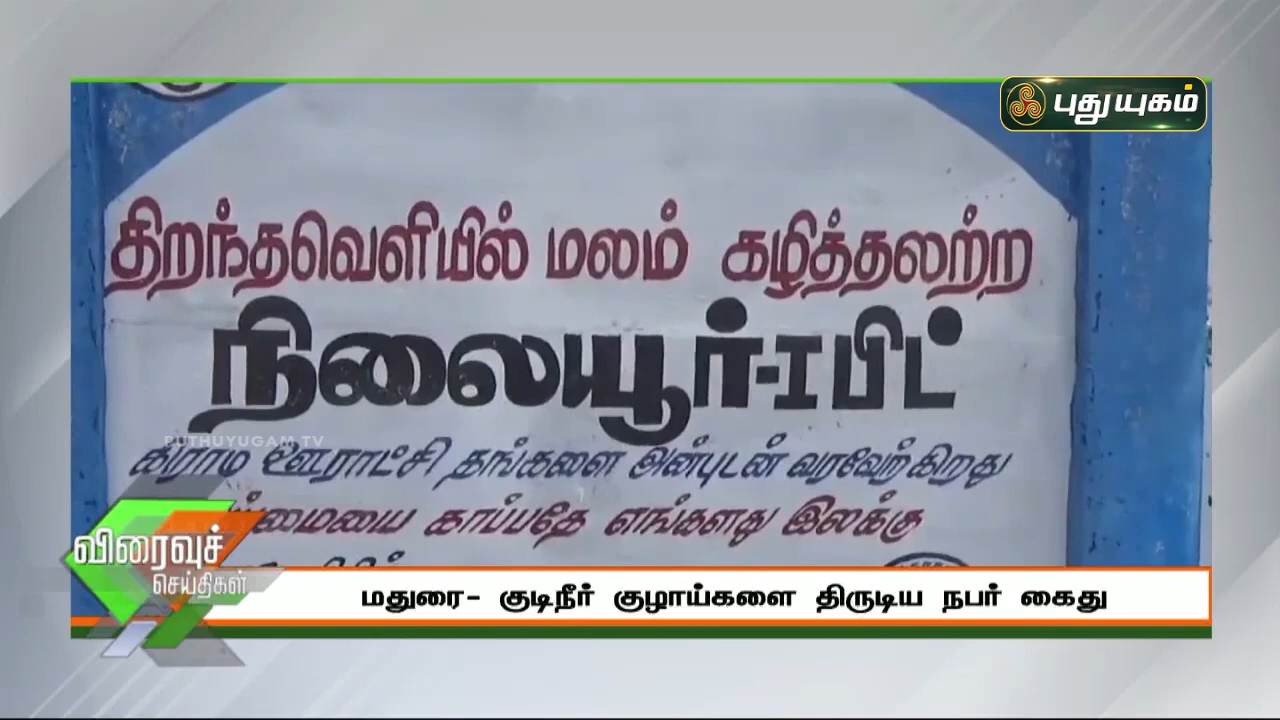 புதுயுகம்
திறந்தவெளியில் மலம் கழித்தலற்ற
நிலையூர்-I பிட்
PUTHUYUGAM TV
கிராம ஊராட்சி தங்களை அன்புடன் வரவேற்கிறது
காப்பதே எங்களது இலக்கு
விரைவுச்
செய்திகள்
மதுரை- குடிநீர் குழாய்களை திருடிய நபர் கைது